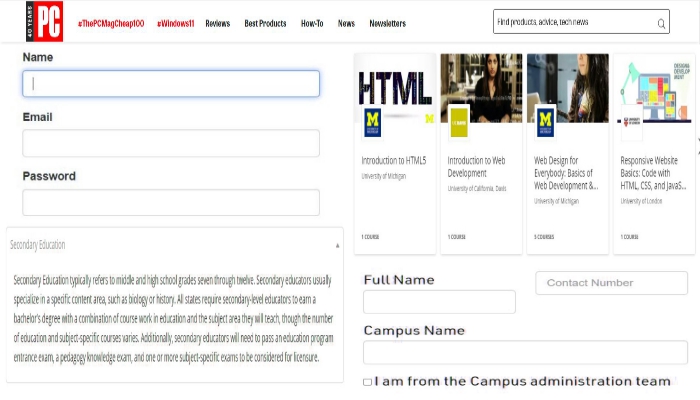 40 YEARS
PC
#ThePCMagCheap100 #Windows11 Reviews Best Products How-To News Newsletters
Find products, advice, tech news
Name
Email
Password
Secondary Education
Secondary Education typically refers to middle and high school grades seven through twelve. Secondary educators usually
specialize in a specific content area, such as biology or history. All states require secondary-level educators to earn a
bachelor's degree with a combination of course work in education and the subject area they will teach, though the number
of education and subject-specific courses varies. Additionally, secondary educators will need to pass an education program
entrance exam, a pedagogy knowledge exam, and one or more subject-specific exams to be considered for licensure.
HTML
M
Introduction to HTML5
University of Michigan
1 COURSE
Introduction to Web
Development
University of California, Davis
1 COURSE
M
Web Design for
Everybody: Basics of
Web Development &...
University of Michigan
5 COURSES
Responsive Website
Basics: Code with
HTML, CSS, and JavaS...
University of London
1 COURSE
Full Name
Contact Number
Campus Name
I am from the Campus administration team